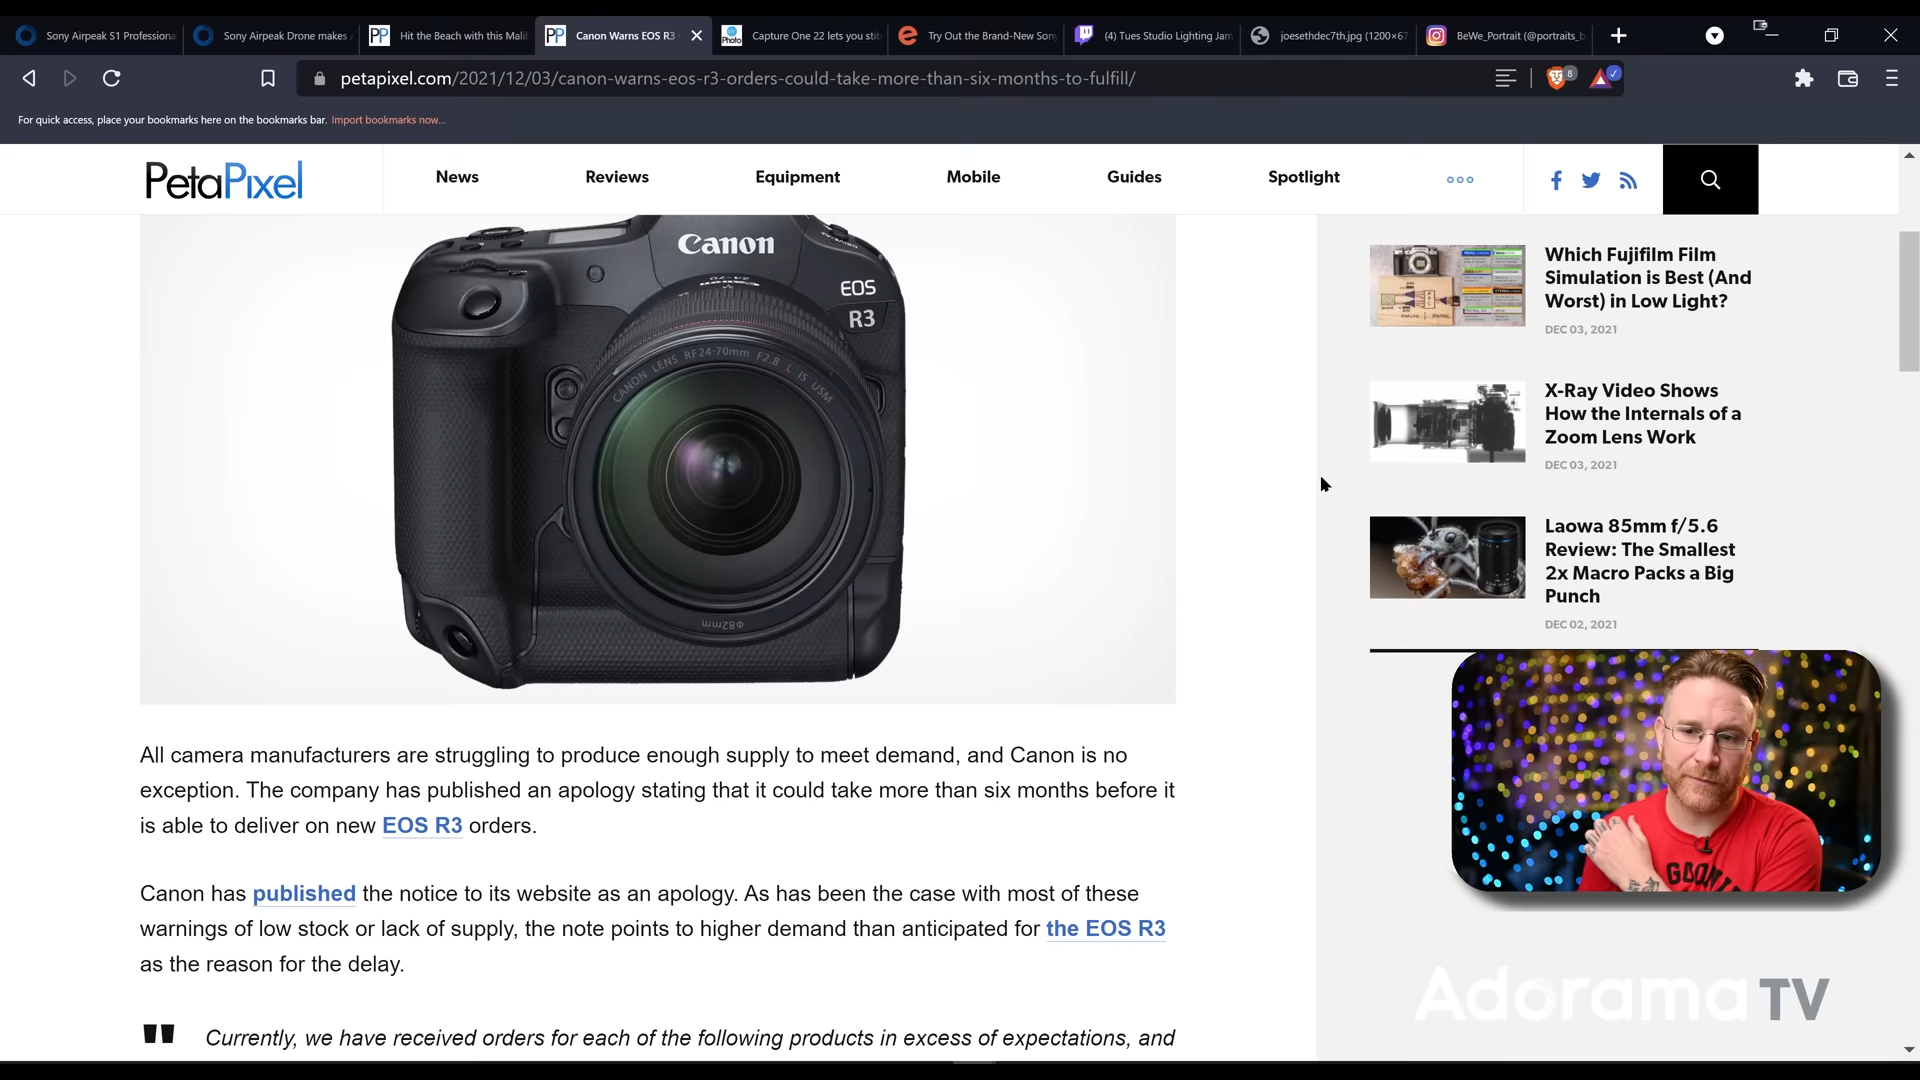 Sony Airpeak S1 Professiona
Sony Airpeak Drone makes
Hit the Beach with this Malib
Canon Warns EOS R3
Capture One 22 lets you stit
Try Out the Brand-New Sony
(4) Tues Studio Lighting Jam
joesethdec7th.jpg (1200×67
BeWe_Portrait (@portraits_b
petapixel.com/2021/12/03/canon-warns-eos-r3-orders-could-take-more-than-six-months-to-fulfill/
8
For quick access, place your bookmarks here on the bookmarks bar. Import bookmarks now...
PetaPixel
News
Reviews
Equipment
Mobile
Guides
Spotlight
Canon
EOS
R3
CANON LENS RF24-70mm F2.8 L IS USM
Φ82mm
Which Fujifilm Film
Simulation is Best (And
Worst) in Low Light?
DEC 03, 2021
X-Ray Video Shows
How the Internals of a
Zoom Lens Work
DEC 03, 2021
Laowa 85mm f/5.6
Review: The Smallest
2x Macro Packs a Big
Punch
DEC 02, 2021
All camera manufacturers are struggling to produce enough supply to meet demand, and Canon is no
exception. The company has published an apology stating that it could take more than six months before it
is able to deliver on new EOS R3 orders.
Canon has published the notice to its website as an apology. As has been the case with most of these
warnings of low stock or lack of supply, the note points to higher demand than anticipated for the EOS R3
as the reason for the delay.
" Currently, we have received orders for each of the following products in excess of expectations, and
Adorama TV